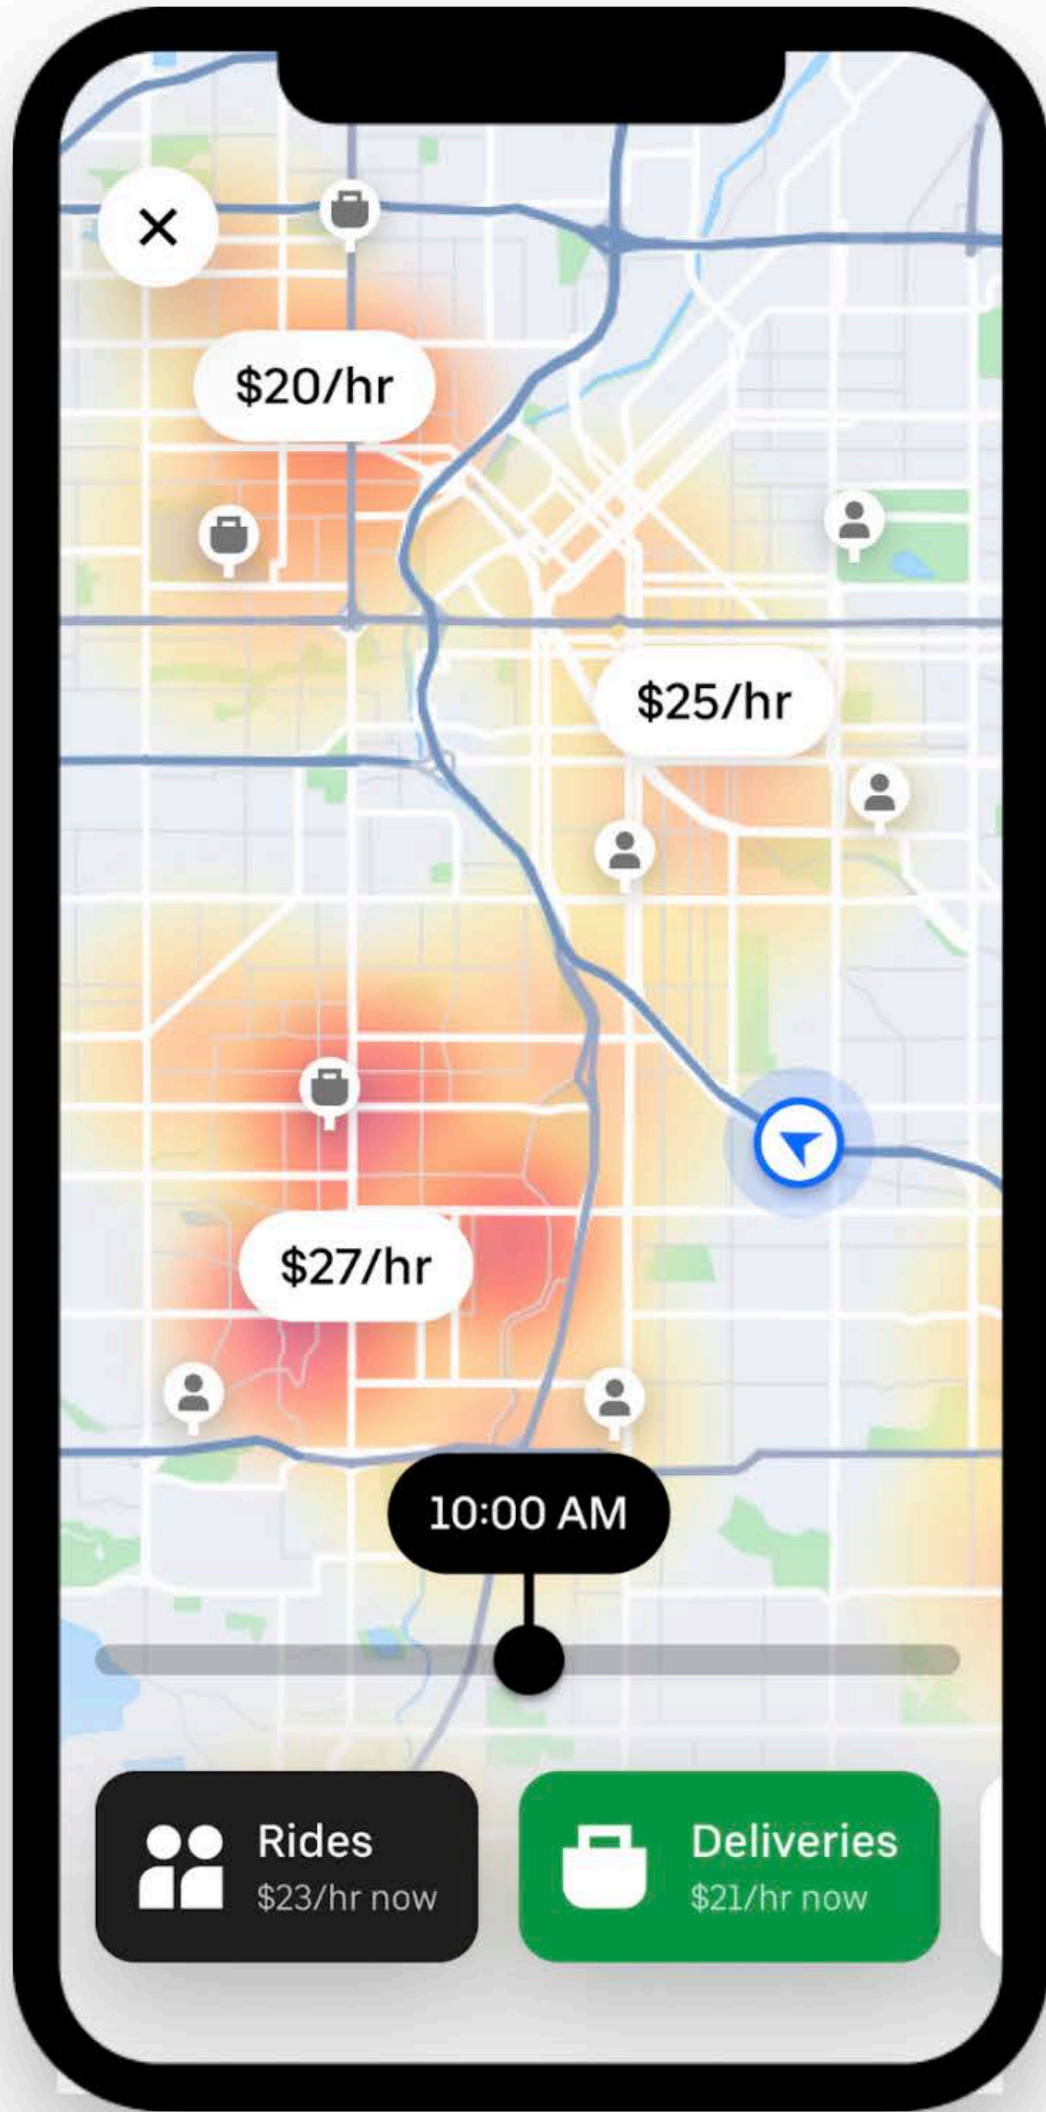 $20/hr
$25/hr
$27/hr
10:00 AM
Rides
$23/hr now
Deliveries
$21/hr now